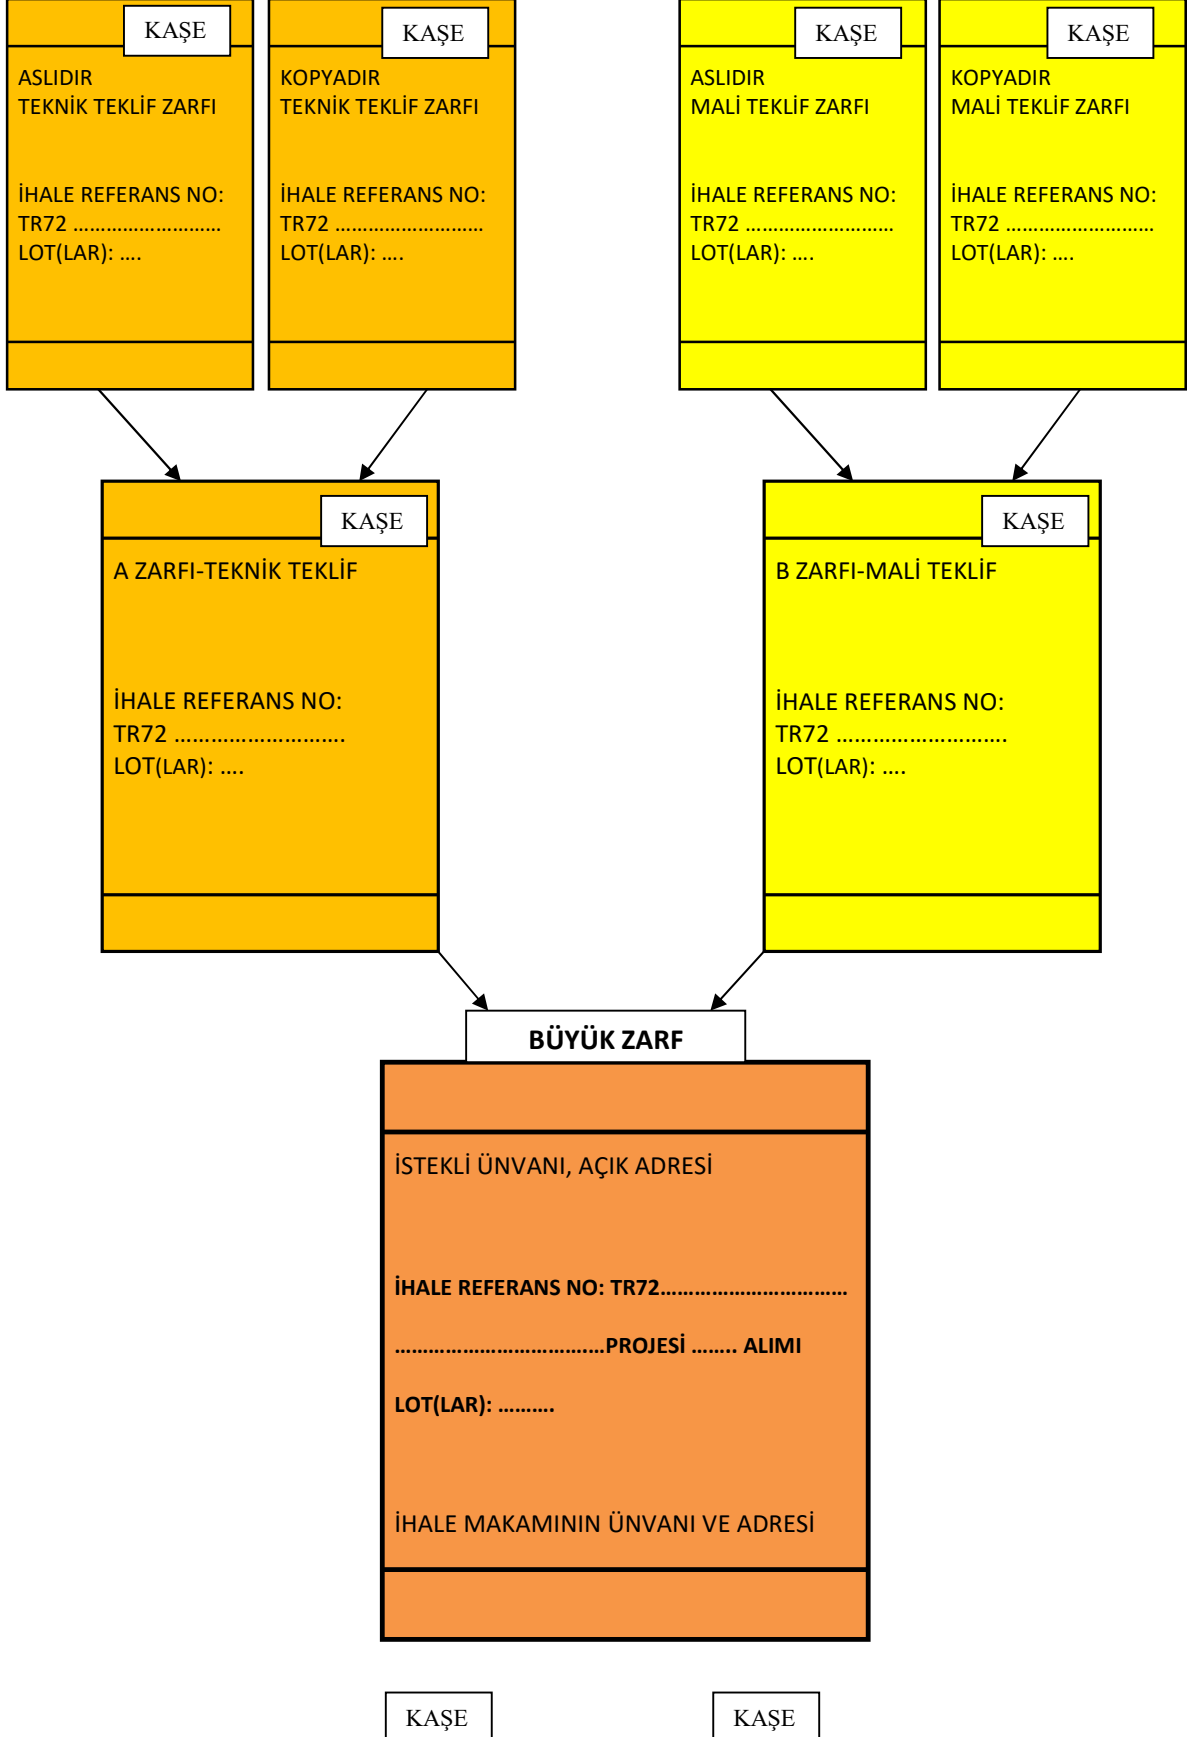 KAŞE
ASLIDIR
TEKNİK TEKLİF ZARFI
İHALE REFERANS NO:
TR72 ……………………..
LOT(LAR): ….
KAŞE
KOPYADIR
TEKNİK TEKLİF ZARFI
İHALE REFERANS NO:
TR72 ……………………..
LOT(LAR): ….
KAŞE
ASLIDIR
MALİ TEKLİF ZARFI
İHALE REFERANS NO:
TR72 ……………………..
LOT(LAR): ….
KAŞE
KOPYADIR
MALİ TEKLİF ZARFI
İHALE REFERANS NO:
TR72 ……………………..
LOT(LAR): ….
KAŞE
A ZARFI-TEKNİK TEKLİF
İHALE REFERANS NO:
TR72 ……………………….
LOT(LAR): ….
KAŞE
B ZARFI-MALİ TEKLİF
İHALE REFERANS NO:
TR72 ……………………….
LOT(LAR): ….
BÜYÜK ZARF
İSTEKLİ ÜNVANI, AÇIK ADRESİ
İHALE REFERANS NO: TR72……………………………
……………………………….…PROJESİ …….. ALIMI
LOT(LAR): ……….
İHALE MAKAMININ ÜNVANI VE ADRESİ
KAŞE
KAŞE